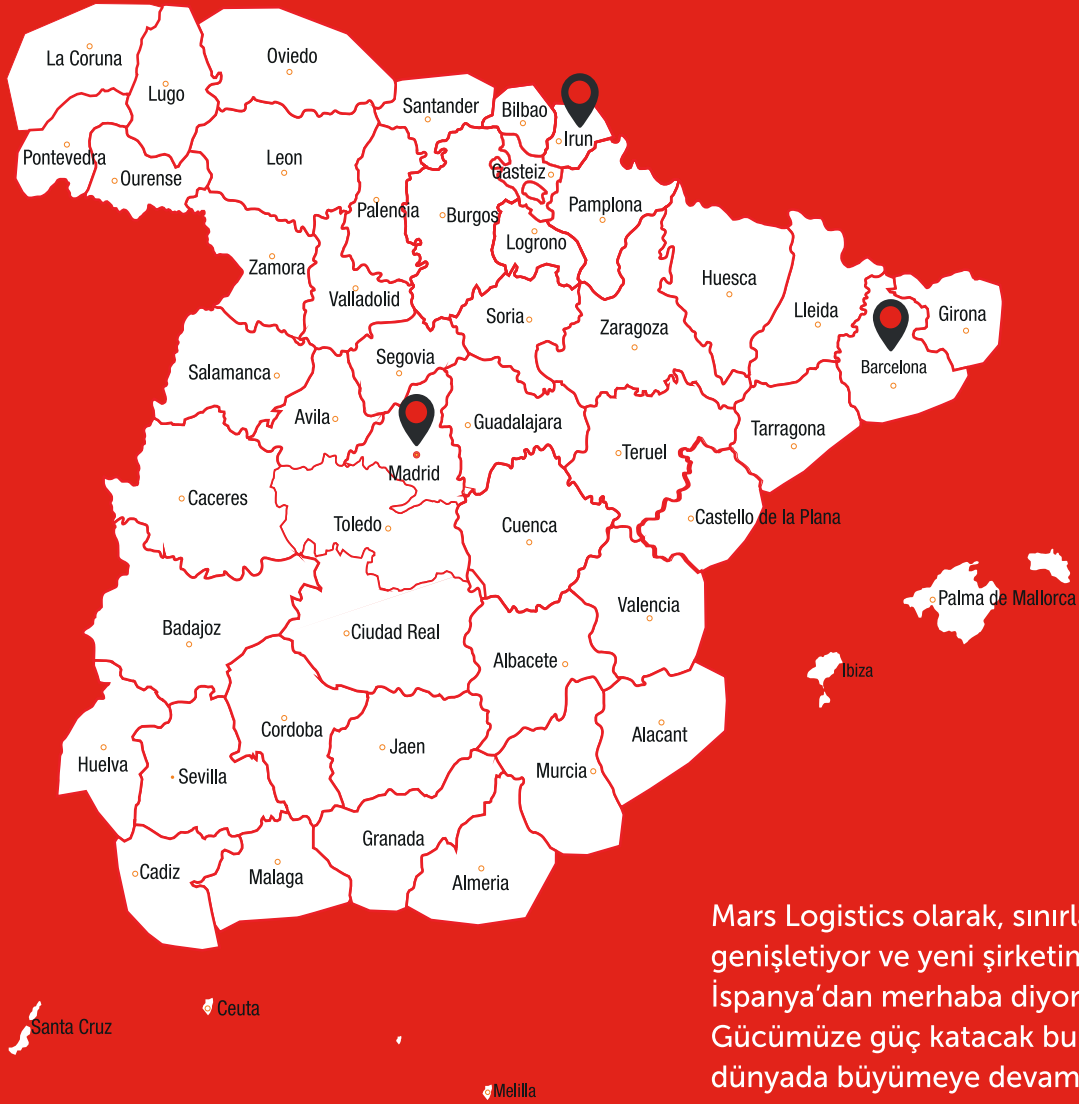 La Coruna
Oviedo
Lugo
Santander
Bilbao
Irun
Pontevedra
Ourense
Leon
Gasteiz
Palencia
Burgos
Pamplona
Logrono
Zamora
Valladolid
Huesca
Lleida
Girona
Soria
Zaragoza
Segovia
Barcelona
Salamanca
Avila
Guadalajara
Tarragona
Teruel
Madrid
Caceres
Toledo
Cuenca
Castello de la Plana
Palma de Mallorca
Valencia
Badajoz
Ciudad Real
Albacete
Ibiza
Cordoba
Alacant
Jaen
Huelva
Sevilla
Murcia
Granada
Cadiz
Malaga
Almeria
Mars Logistics olarak, sınırla
genişletiyor ve yeni şirketin
İspanya’dan merhaba diyor
Gücümüze güç katacak bu
dünyada büyümeye devam
Ceuta
Santa Cruz
Melilla